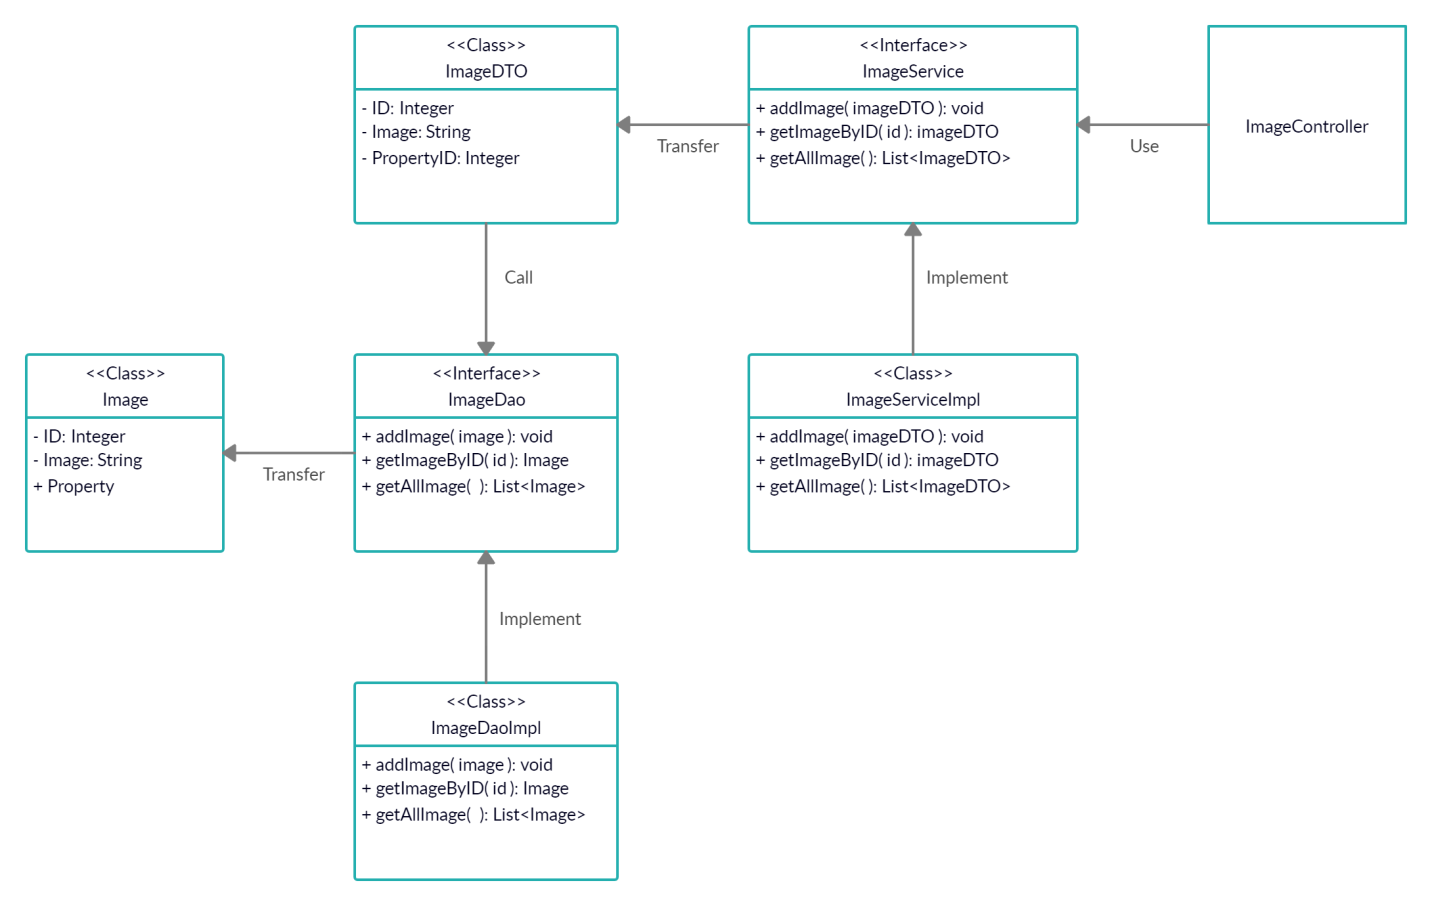 <<Class>>
ImageDTO
- ID: Integer
- Image: String
- PropertyID: Integer
Transfer
<<Interface>>
ImageService
+ addImage( imageDTO ): void
+ getImageByID( id ): imageDTO
+ getAllImage( ): List<ImageDTO>
Use
ImageController
Call
Implement
<<Class>>
Image
- ID: Integer
- Image: String
+ Property
Transfer
<<Interface>>
ImageDao
+ addImage( image ): void
+ getImageByID( id ): Image
+ getAllImage(  ): List<Image>
<<Class>>
ImageServiceImpl
+ addImage( imageDTO ): void
+ getImageByID( id ): imageDTO
+ getAllImage( ): List<ImageDTO>
Implement
<<Class>>
ImageDaoImpl
+ addImage( image ): void
+ getImageByID( id ): Image
+ getAllImage(  ): List<Image>